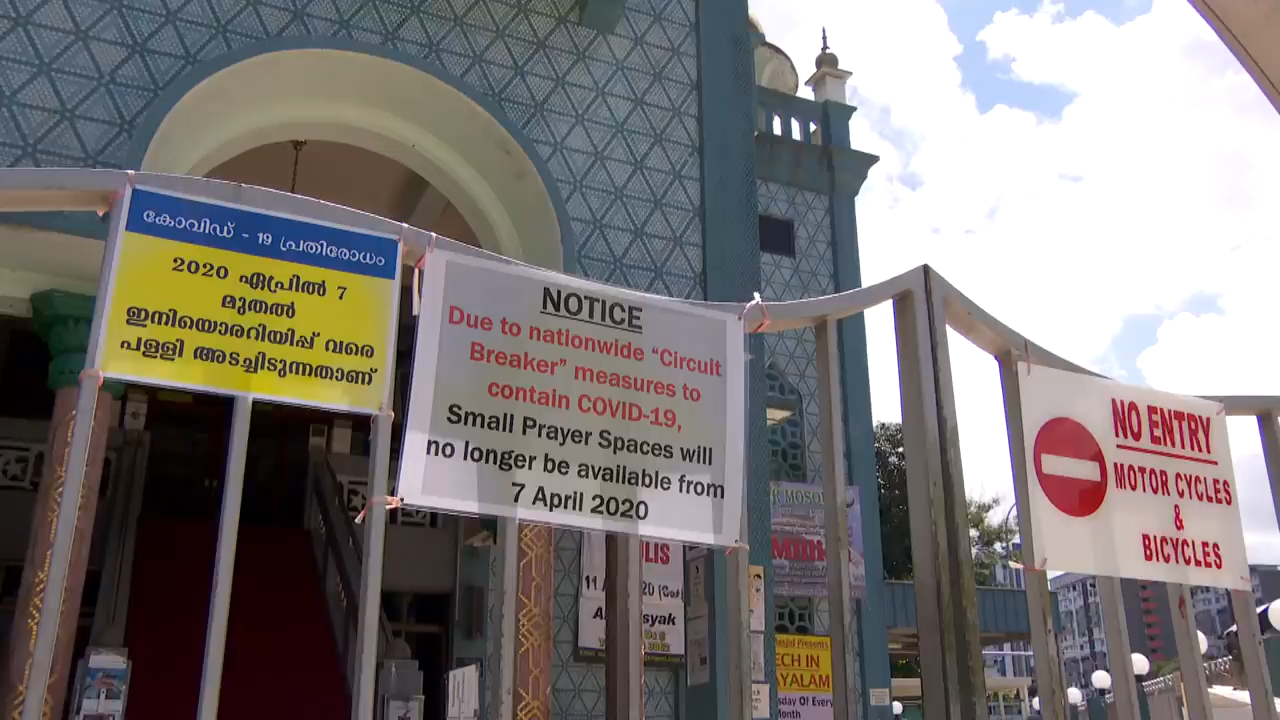 കോവിഡ് - 19 പ്രതിരോധം
2020 ഏപ്രിൽ 7
മുതൽ
ഇനിയൊരറിയിപ്പ് വരെ
പള്ളി അടച്ചിടുന്നതാണ്
NOTICE
Due to nationwide “Circuit
Breaker” measures to
contain COVID-19,
Small Prayer Spaces will
no longer be available from
7 April 2020
NO ENTRY
MOTOR CYCLES
&
BICYCLES